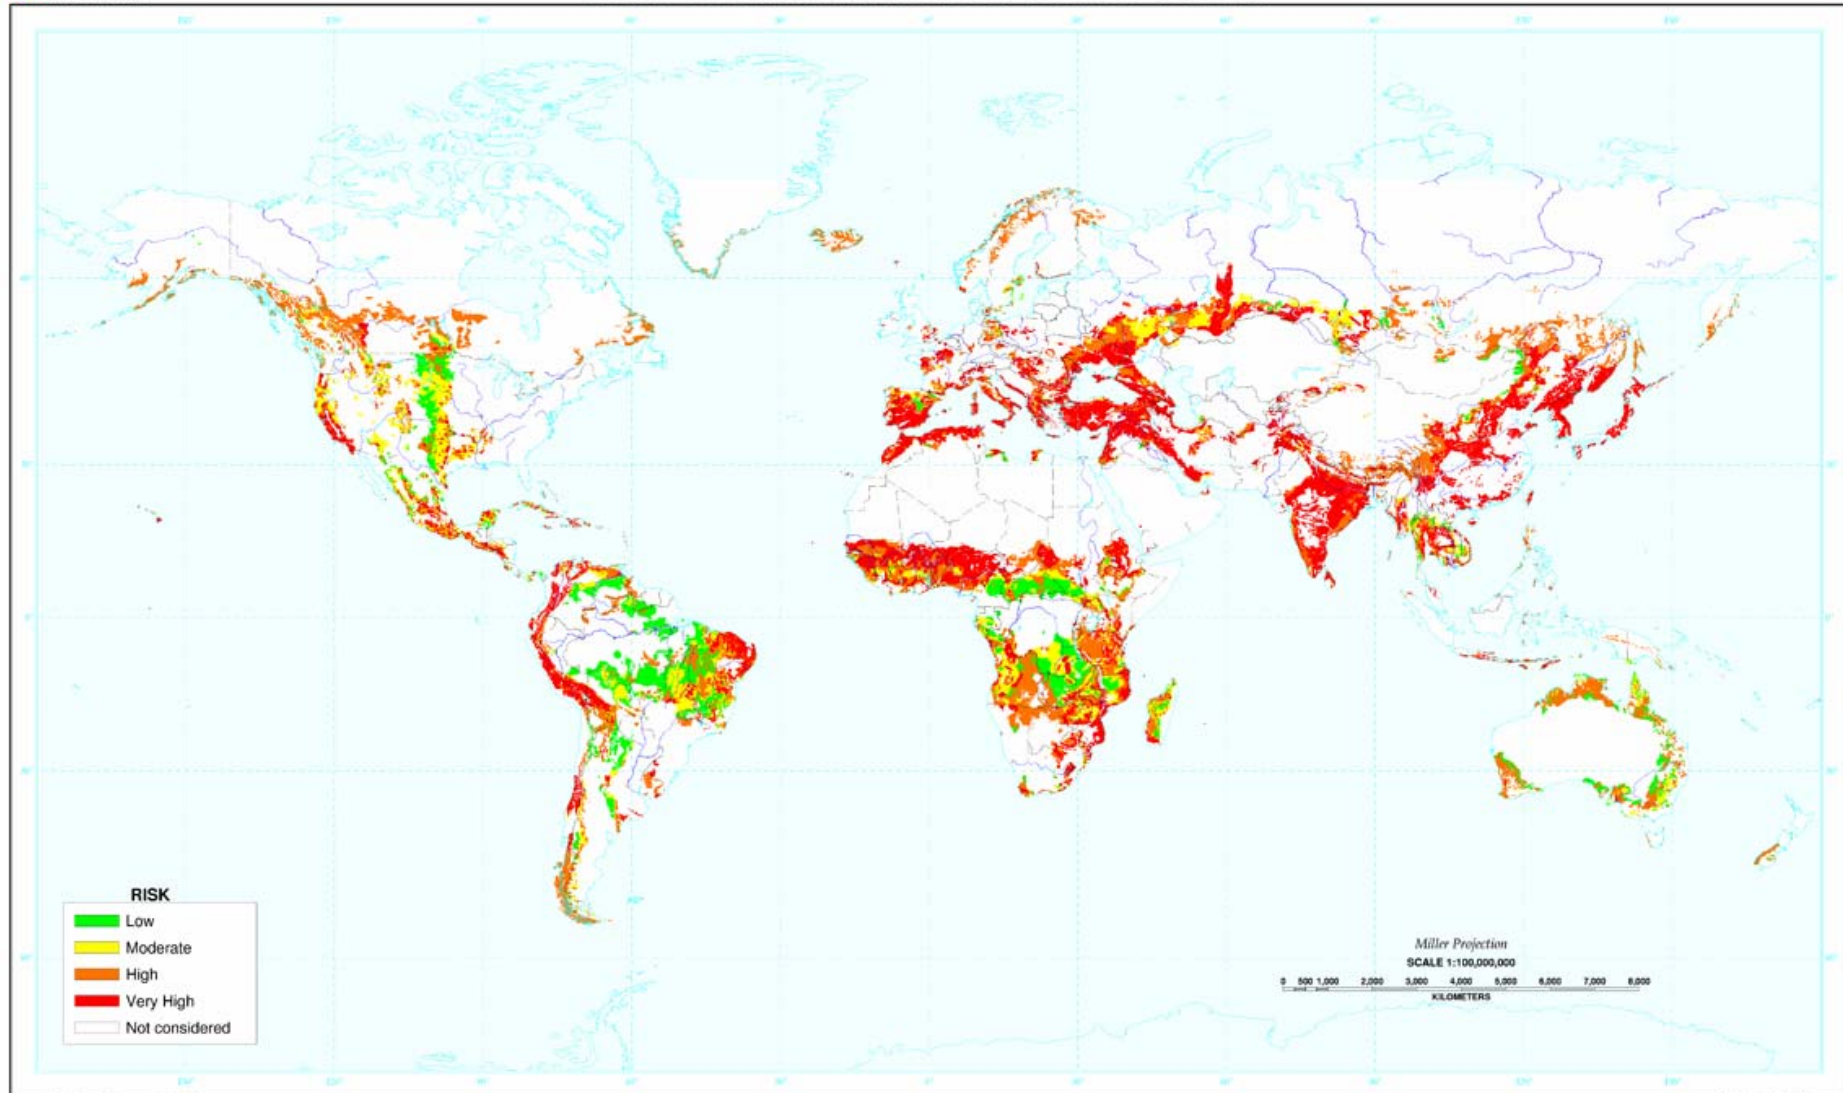 RISK
Low
Moderate
High
Very High
Not considered
Miller Projection
SCALE 1:100,000,000
0 500 1,000 2,000 3,000 4,000 5,000 6,000 7,000 8,000
KILOMETERS